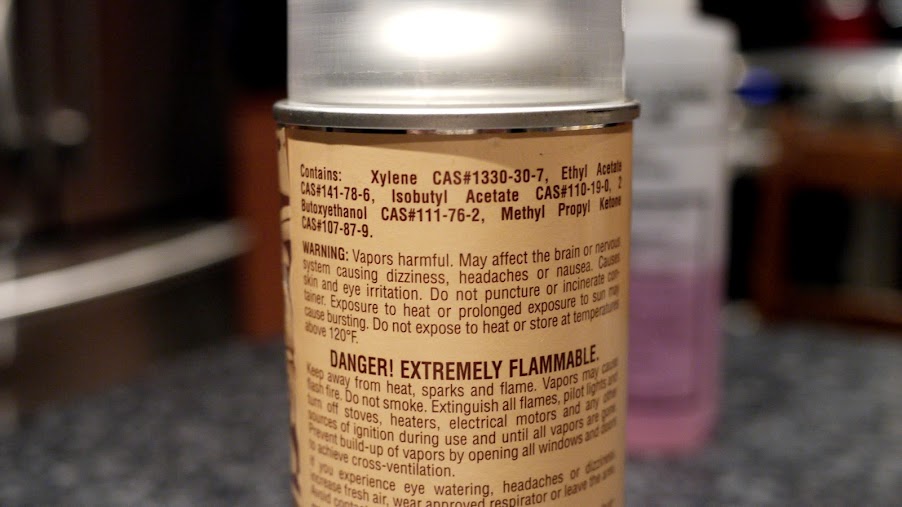 Contains: Xylene CAS#1330-30-7, Ethyl Acetate
CAS#141-78-6, Isobutyl Acetate CAS#110-19-0, 2
Butoxyethanol CAS#111-76-2, Methyl Propyl Ketone
CAS#107-87-9.
WARNING: Vapors harmful. May affect the brain or nervous
system causing dizziness, headaches or nausea. Causes
skin and eye irritation. Do not puncture or incinerate con-
tainer. Exposure to heat or prolonged exposure to sun may
cause bursting. Do not expose to heat or store at temperatures
above 120°F.
DANGER! EXTREMELY FLAMMABLE.
Keep away from heat, sparks and flame. Vapors may cause
flash fire. Do not smoke. Extinguish all flames, pilot lights and
turn off stoves, heaters, electrical motors and any other
sources of ignition during use and until all vapors are gone.
Prevent build-up of vapors by opening all windows and doors
to achieve cross-ventilation.
If you experience eye watering, headaches or dizziness,
increase fresh air, wear approved respirator or leave the area.
Avoid